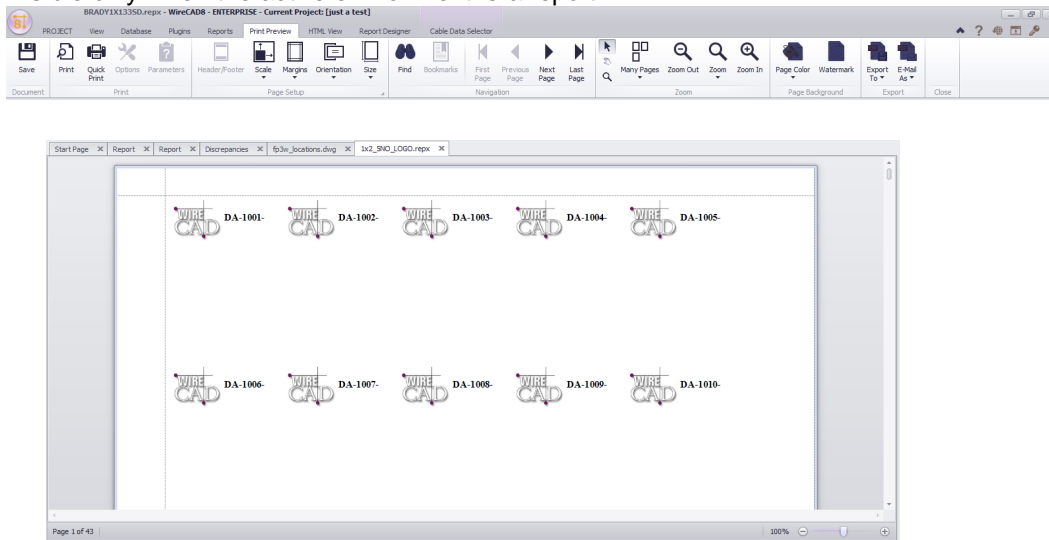 BRADY1X133SD.repx - WireCAD8 - ENTERPRISE - Current Project: [just a test]
PROJECT View Database Plugins Reports Print Preview HTML View Report Designer Cable Data Selector
Save Print Quick Print Options Parameters Header/Footer Scale Margins Orientation Size Find Bookmarks First Page Previous Page Next Page Last Page Many Pages Zoom Out Zoom Zoom In Page Color Watermark Export To E-Mail As
Document Print Page Setup Navigation Zoom Page Background Export Close
Start Page Report Report Discrepancies fp3w_locations.dwg 1x2_SNO_LOGO.repx
WIRE CAD DA-1001- WIRE CAD DA-1002- WIRE CAD DA-1003- WIRE CAD DA-1004- WIRE CAD DA-1005-
WIRE CAD DA-1006- WIRE CAD DA-1007- WIRE CAD DA-1008- WIRE CAD DA-1009- WIRE CAD DA-1010-
Page 1 of 43 100%